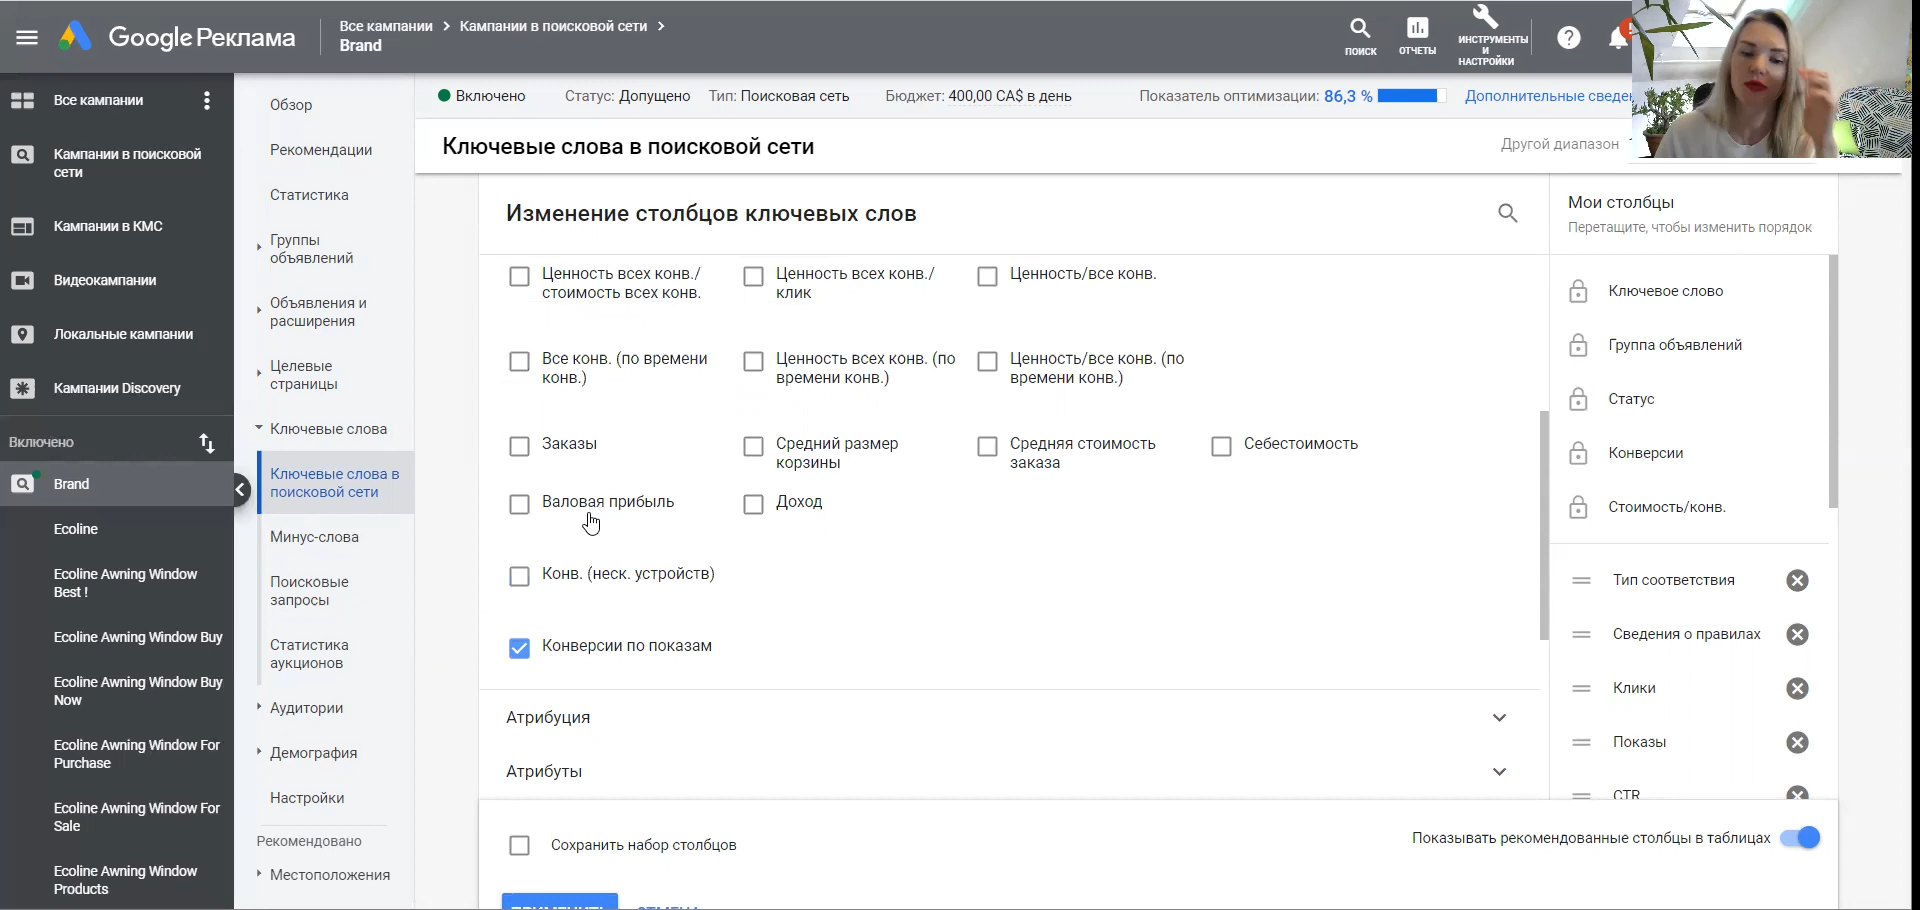 Google Реклама
Все кампании > Кампании в поисковой сети >
Brand
ПОИСК
ОТЧЕТЫ
ИНСТРУМЕНТЫ
И
НАСТРОЙКИ
Все кампании
Кампании в поисковой
сети
Кампании в КМС
Видеокампании
Локальные кампании
Кампании Discovery
Включено
Brand
Ecoline
Ecoline Awning Window
Best !
Ecoline Awning Window Buy
Ecoline Awning Window Buy
Now
Ecoline Awning Window For
Purchase
Ecoline Awning Window For
Sale
Ecoline Awning Window
Products
Обзор
Рекомендации
Статистика
Группы
объявлений
Объявления и
расширения
Целевые
страницы
Ключевые слова
Ключевые слова в
поисковой сети
Минус-слова
Поисковые
запросы
Статистика
аукционов
Аудитории
Демография
Настройки
Рекомендовано
Местоположения
Включено Статус: Допущено Тип: Поисковая сеть Бюджет: 400,00 CA$ в день Показатель оптимизации: 86,3 % Дополнительные
Ключевые слова в поисковой сети
Другой диапазон
Изменение столбцов ключевых слов
Ценность всех конв./
стоимость всех конв.
Ценность всех конв./
клик
Ценность/все конв.
Все конв. (по времени
конв.)
Ценность всех конв. (по
времени конв.)
Ценность/все конв. (по
времени конв.)
Заказы
Средний размер
корзины
Средняя стоимость
заказа
Себестоимость
Валовая прибыль
Доход
Конв. (неск. устройств)
Конверсии по показам
Атрибуция
Атрибуты
Мои столбцы
Перетащите, чтобы изменить порядок
Ключевое слово
Группа объявлений
Статус
Конверсии
Стоимость/конв.
Тип соответствия
Сведения о правилах
Клики
Показы
CTR
Сохранить набор столбцов
Показывать рекомендованные столбцы в таблицах
ПРИМЕНИТЬ
ОТМЕНА